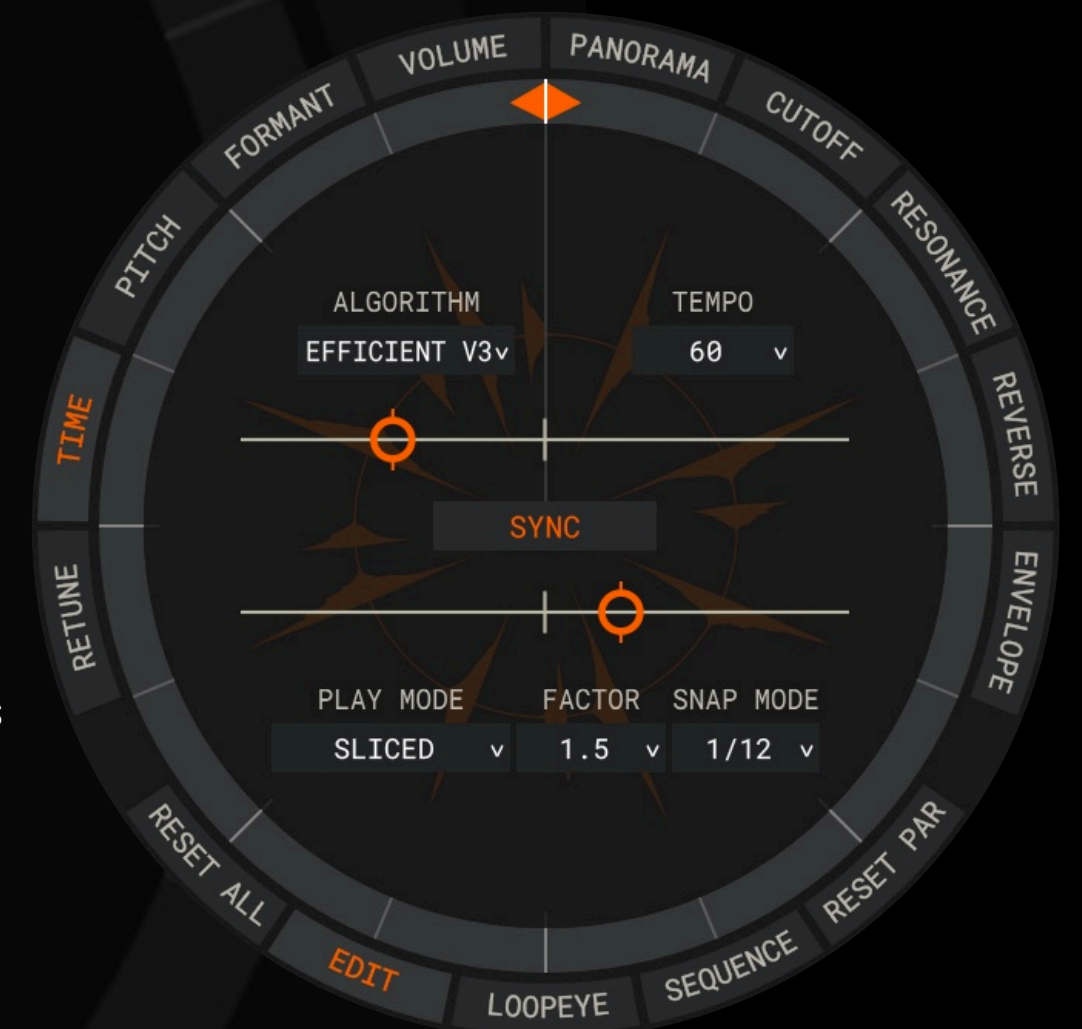 VOLUME
PANORAMA
FORMANT
CUTOFF
PITCH
RESONANCE
ALGORITHM
TEMPO
EFFICIENT V3
60
TIME
REVERSE
SYNC
RETUNE
ENVELOPE
PLAY MODE
FACTOR
SNAP MODE
SLICED
1.5
1/12
RESET ALL
RESET PAR
EDIT
SEQUENCE
LOOPEYE